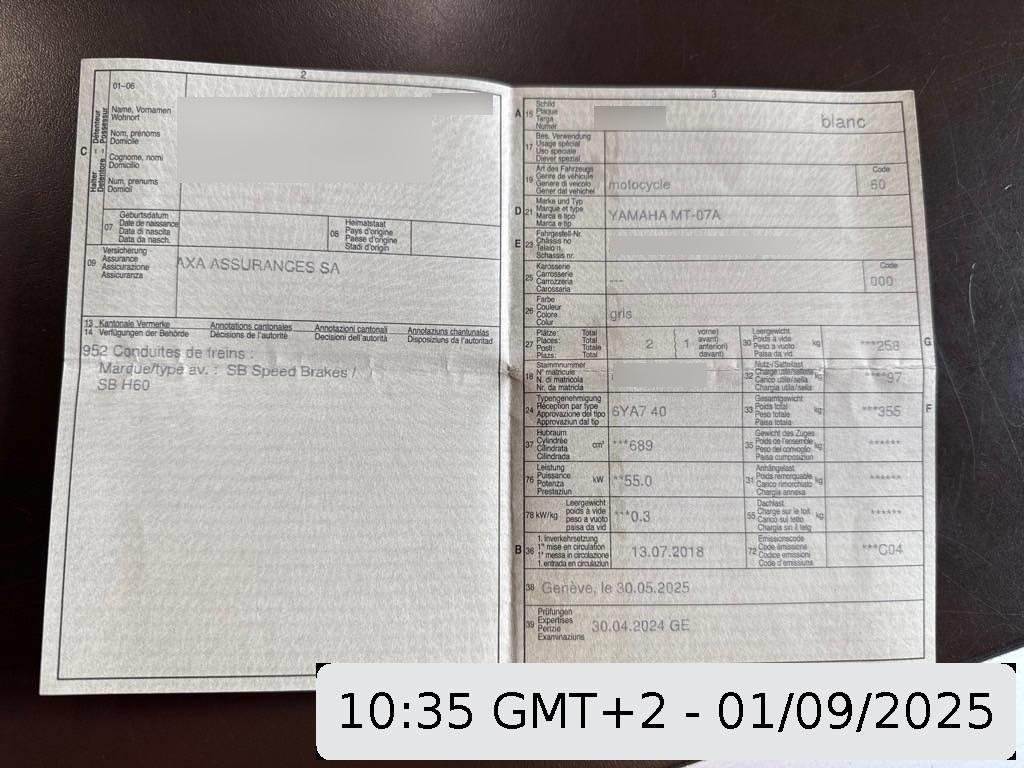 2
01-06
C
Halter Detentore
Détenteur Possessur
Name, Vornamen
Wohnort
Nom, prénoms
Domicile
Cognome, nomi
Domicilio
Num, prenums
Domicil
07
Geburtsdatum
Date de naissance
Data di nascita
Data da nasch.
08
Heimatstaat
Pays d'origine
Paese d'origine
Stadi d'origin
09
Versicherung
Assurance
Assicurazione
Assicuranza
AXA ASSURANCES SA
13 Kantonale Vermerke Annotations cantonales Annotazioni cantonali Annotaziuns chantunalas
14 Verfügungen der Behörde Décisions de l'autorité Decisioni dell'autorità Disposiziuns da l'autoritad
952 Conduites de freins :
Marque/type av. : SB Speed Brakes /
SB H60
3
A 15
Schild
Plaque
Targa
Numer
blanc
17
Bes. Verwendung
Usage spécial
Uso speciale
Diever spezial
19
Art des Fahrzeugs
Genre de véhicule
Genere di veicolo
Gener dal vehichel
motocycle
Code
60
D 21
Marke und Typ
Marque et type
Marca e tipo
Marca e tip
YAMAHA MT-07A
E 23
Fahrgestell-Nr.
Châssis no
Telaio n.
Schassis nr.
25
Karosserie
Carrosserie
Carrozzeria
Carossaria
---
Code
000
26
Farbe
Couleur
Colore
Colur
gris
27
Plätze: Total
Places: Total
Posti: Totale
Plazs: Totale
2 ( 1
vorne)
avant)
anteriori)
davant)
30
Leergewicht
Poids à vide
Peso a vuoto
Paisa da vid
kg
***258
G
18
Stammnummer
N° matricule
N. di matricola
Nr. da matricla
32
Nutz-/Sattellast
Charge utile/sellette
Carico utile/sella
Chargia utila/sella
kg
****97
24
Typengenehmigung
Réception par type
Approvazione del tipo
Approvaziun dal tip
6YA7 40
33
Gesamtgewicht
Poids total
Peso totale
Paisa totala
kg
***355
F
37
Hubraum
Cylindrée
Cilindrata
Cilindrada
cm³
***689
35
Gewicht des Zuges
Poids de l'ensemble
Peso del convoglio
Paisa cumposiziun
kg
******
76
Leistung
Puissance
Potenza
Prestaziun
kW
**55.0
31
Anhängelast
Poids remorquable
Carico rimorchiato
Chargia annexa
kg
******
78 kW/kg
Leergewicht
poids à vide
peso a vuoto
paisa da vid
***0.3
55
Dachlast
Charge sur le toit
Carico sul tetto
Chargia sin il tetg
kg
******
B 36
1. Inverkehrsetzung
1re mise en circulation
1a messa in circolazione
1. entrada en circulaziun
13.07.2018
72
Emissionscode
Code émissions
Codice emissioni
Code d'emissiuns
***C04
38 Genève, le 30.05.2025
39
Prüfungen
Expertises
Perizie
Examinaziuns
30.04.2024 GE
10:35 GMT+2 - 01/09/2025